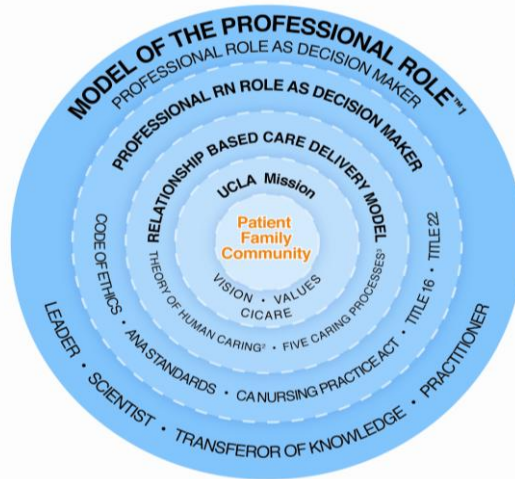 MODEL OF THE PROFESSIONAL ROLE™¹
PROFESSIONAL ROLE AS DECISION MAKER
PROFESSIONAL RN ROLE AS DECISION MAKER
RELATIONSHIP BASED CARE DELIVERY MODEL
UCLA Mission
Patient
Family
Community
VISION • VALUES
CICARE
THEORY OF HUMAN CARING² • FIVE CARING PROCESSES³
CODE OF ETHICS • ANA STANDARDS • CA NURSING PRACTICE ACT • TITLE 16 • TITLE 22
LEADER • SCIENTIST • TRANSFEROR OF KNOWLEDGE • PRACTITIONER